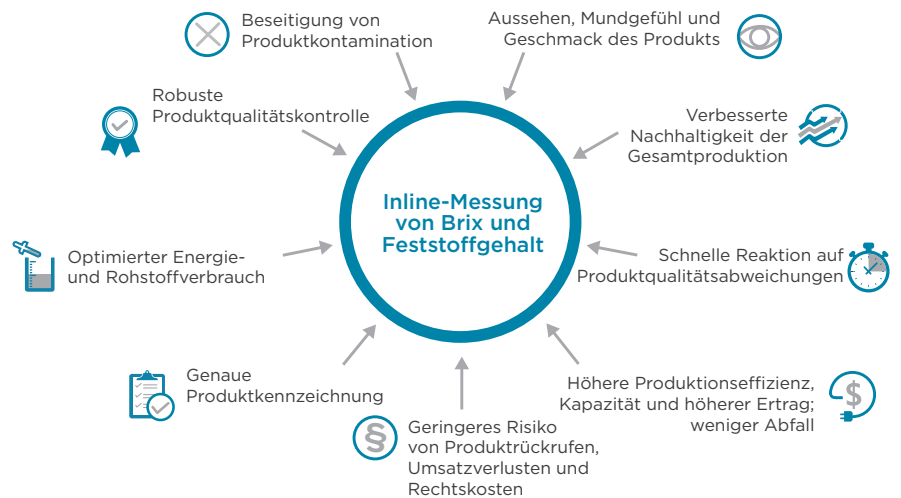 Beseitigung von
Produktkontamination
Aussehen, Mundgefühl und
Geschmack des Produkts
Robuste
Produktqualitätskontrolle
Verbesserte
Nachhaltigkeit der
Gesamtproduktion
Inline-Messung
von Brix und
Feststoffgehalt
Optimierter Energie-
und Rohstoffverbrauch
Schnelle Reaktion auf
Produktqualitätsabweichungen
Genaue
Produktkennzeichnung
Höhere Produktionseffizienz,
Kapazität und höherer Ertrag;
weniger Abfall
$
§
Geringeres Risiko
von Produktrückrufen,
Umsatzverlusten und
Rechtskosten